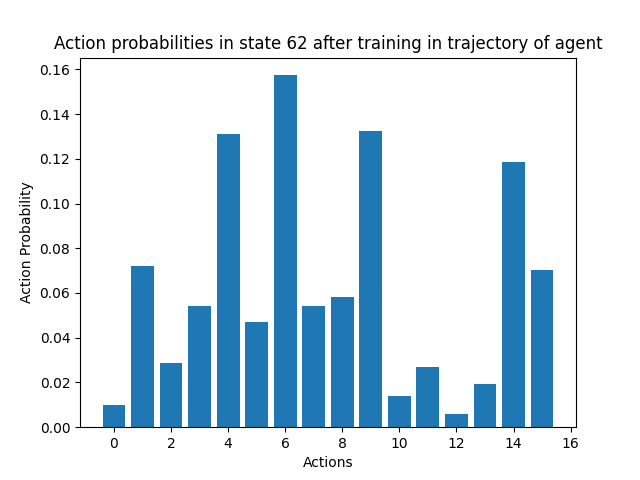 Action probabilities in state 62 after training in trajectory of agent
0.16
0.14
0.12
0.10
0.08
0.06
0.04
0.02
0.00
Action Probability
0 2 4 6 8 10 12 14 16
Actions